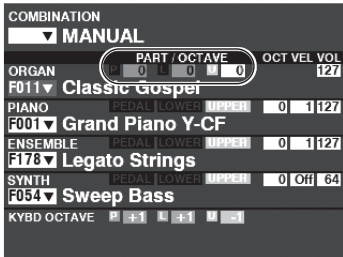 COMBINATION
▼ MANUAL
PART / OCTAVE OCT VEL VOL
ORGAN P 0 L 0 U 0 127
F011▼ Classic Gospel
PIANO PEDAL LOWER UPPER 0 1 127
F001▼ Grand Piano Y-CF
ENSEMBLE PEDAL LOWER UPPER 0 1 127
F178▼ Legato Strings
SYNTH PEDAL LOWER UPPER 0 Off 64
F054▼ Sweep Bass
KYBD OCTAVE P +1 L +1 U -1